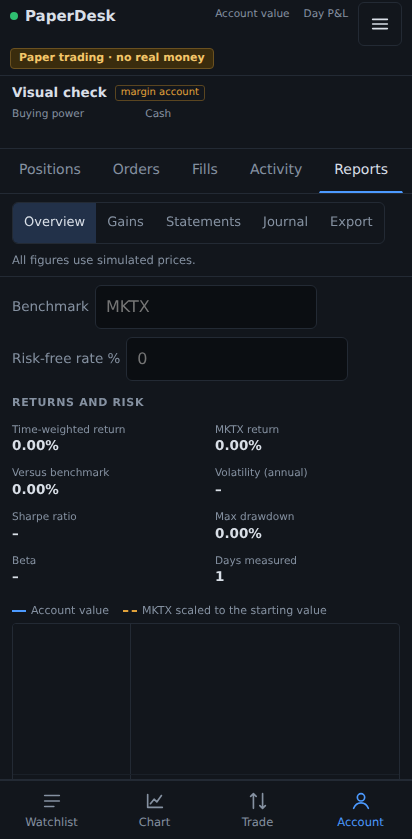 PaperDesk
Account value Day P&L
Paper trading · no real money
Visual check margin account
Buying power Cash
Positions Orders Fills Activity Reports
Overview Gains Statements Journal Export
All figures use simulated prices.
Benchmark MKTX
Risk-free rate % 0
RETURNS AND RISK
Time-weighted return MKTX return
0.00% 0.00%
Versus benchmark Volatility (annual)
0.00% –
Sharpe ratio Max drawdown
– 0.00%
Beta Days measured
– 1
Account value MKTX scaled to the starting value
Watchlist Chart Trade Account